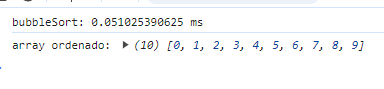 bubbleSort: 0.051025390625 ms
array ordenado: ▶ (10) [0, 1, 2, 3, 4, 5, 6, 7, 8, 9]